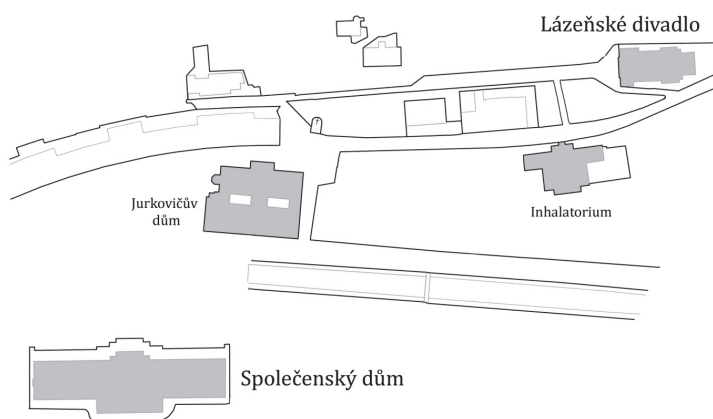 Lázeňské divadlo
Jurkovičův
dům
Inhalatorium
Společenský dům